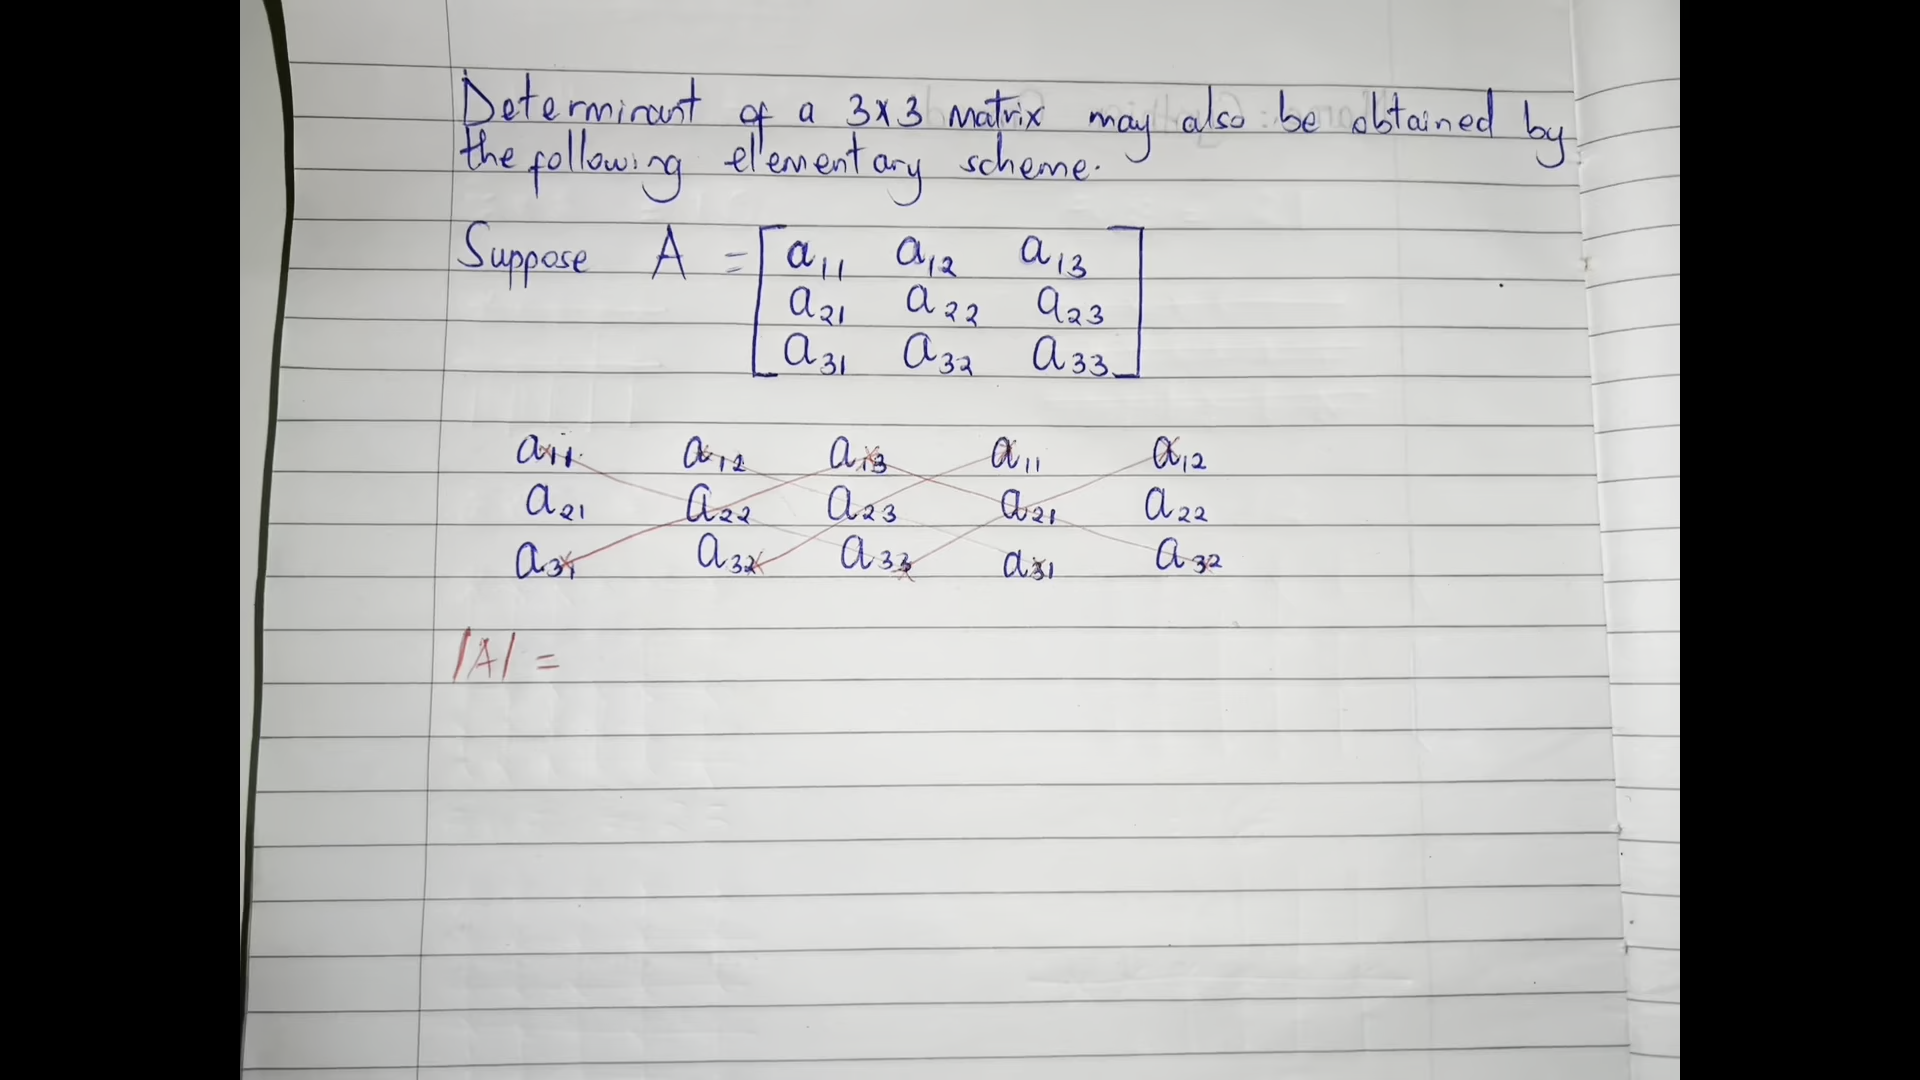 Determinant of a 3x3 matrix may also be obtained by
the following elementary scheme.
Suppose A = [a11 a12 a13
a21 a22 a23
a31 a32 a33]
a11 a12 a13 a11 a12
a21 a22 a23 a21 a22
a31 a32 a33 a31 a32
|A| =